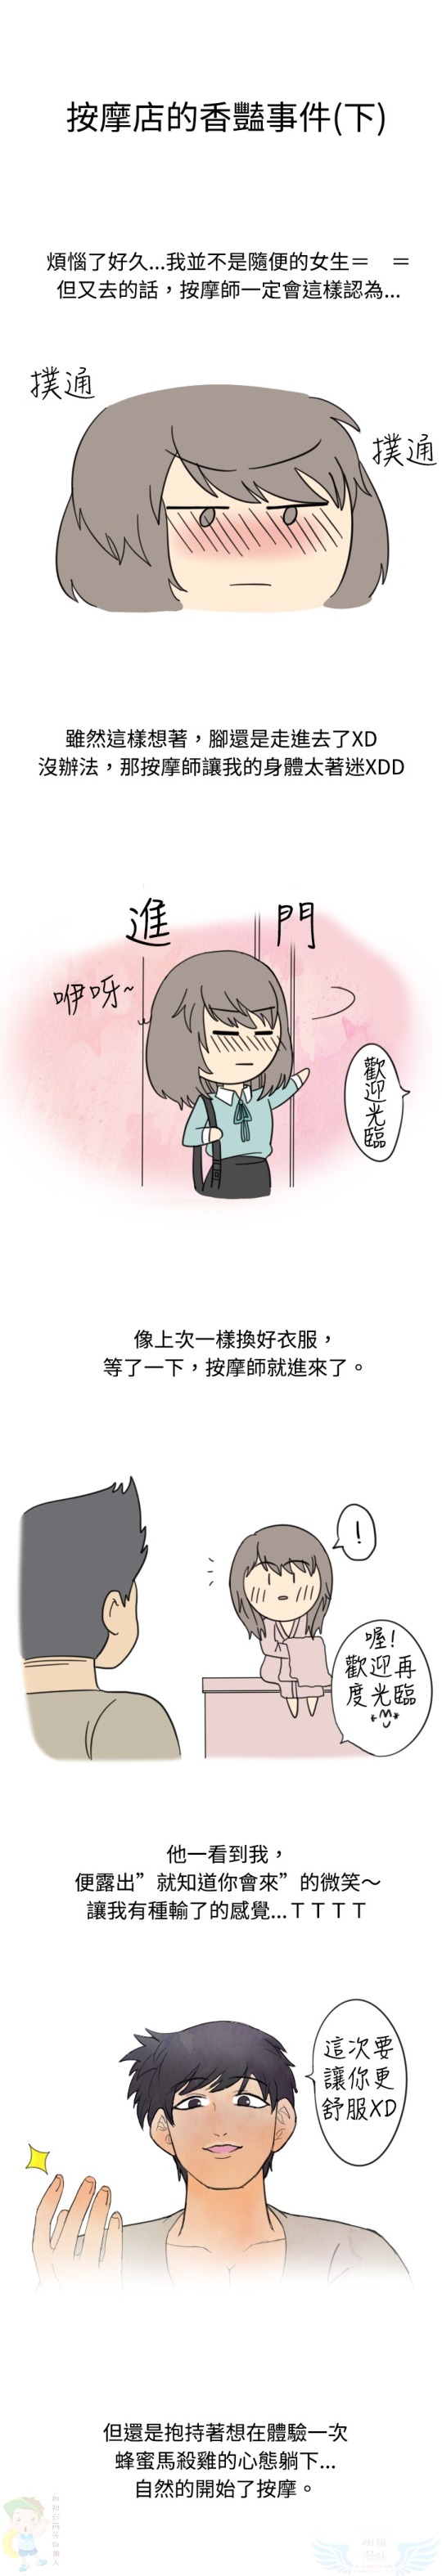 按摩店的香豔事件(下)
煩惱了好久...我並不是隨便的女生＝　＝
但又去的話，按摩師一定會這樣認為...
撲通
撲通
雖然這樣想著，腳還是走進去了XD
沒辦法，那按摩師讓我的身體太著迷XDD
進門
咿呀~
歡迎光臨
像上次一樣換好衣服，
等了一下，按摩師就進來了。
！
喔!
歡迎再
度光臨
他一看到我，
便露出”就知道你會來”的微笑～
讓我有種輸了的感覺...ＴＴＴＴ
這次要
讓你更
舒服XD
但還是抱持著想在體驗一次
蜂蜜馬殺雞的心態躺下...
自然的開始了按摩。